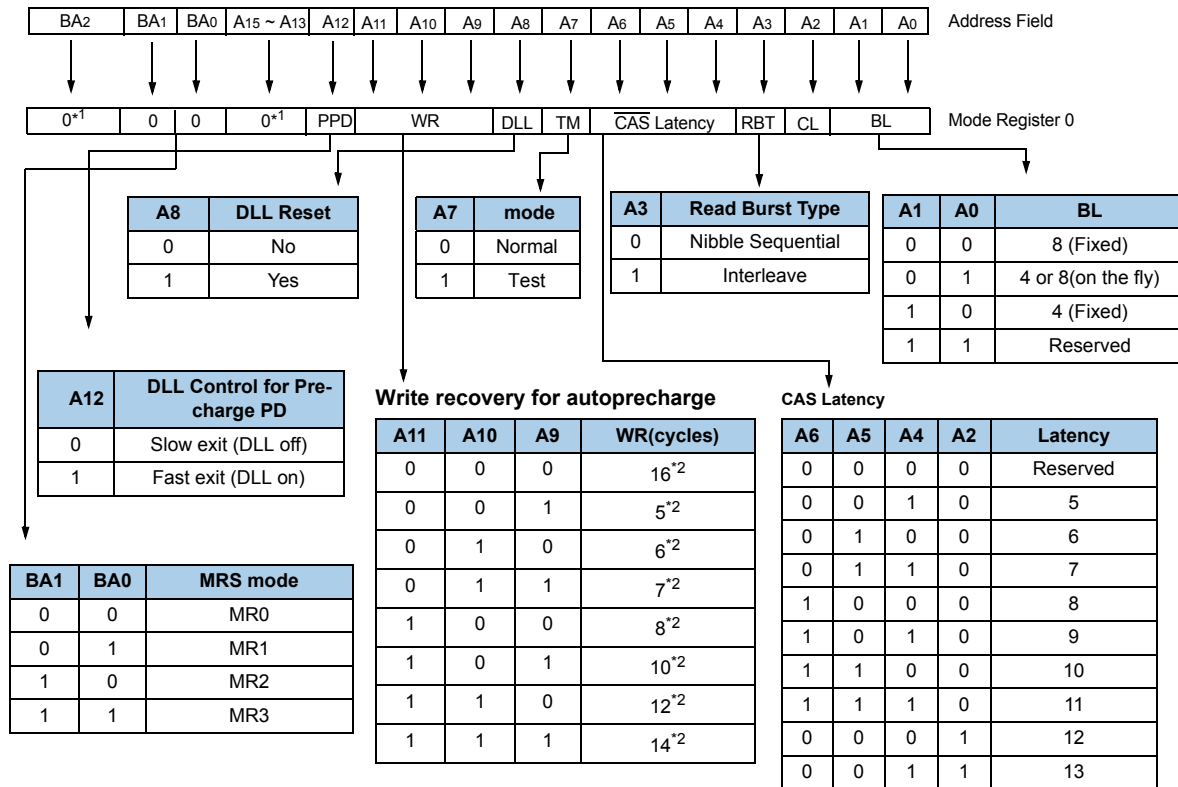 BA2 BA1 BA0 A15 ~ A13 A12 A11 A10 A9 A8 A7 A6 A5 A4 A3 A2 A1 A0 Address Field
0*1 0 0 0*1 PPD WR DLL TM CAS Latency RBT CL BL Mode Register 0
A8 DLL Reset
0 No
1 Yes
A7 mode
0 Normal
1 Test
A3 Read Burst Type
0 Nibble Sequential
1 Interleave
A1 A0 BL
0 0 8 (Fixed)
0 1 4 or 8(on the fly)
1 0 4 (Fixed)
1 1 Reserved
A12 DLL Control for Pre-
charge PD
0 Slow exit (DLL off)
1 Fast exit (DLL on)
BA1 BA0 MRS mode
0 0 MR0
0 1 MR1
1 0 MR2
1 1 MR3
Write recovery for autoprecharge
A11 A10 A9 WR(cycles)
0 0 0 16*2
0 0 1 5*2
0 1 0 6*2
0 1 1 7*2
1 0 0 8*2
1 0 1 10*2
1 1 0 12*2
1 1 1 14*2
CAS Latency
A6 A5 A4 A2 Latency
0 0 0 0 Reserved
0 0 1 0 5
0 1 0 0 6
0 1 1 0 7
1 0 0 0 8
1 0 1 0 9
1 1 0 0 10
1 1 1 0 11
0 0 0 1 12
0 0 1 1 13